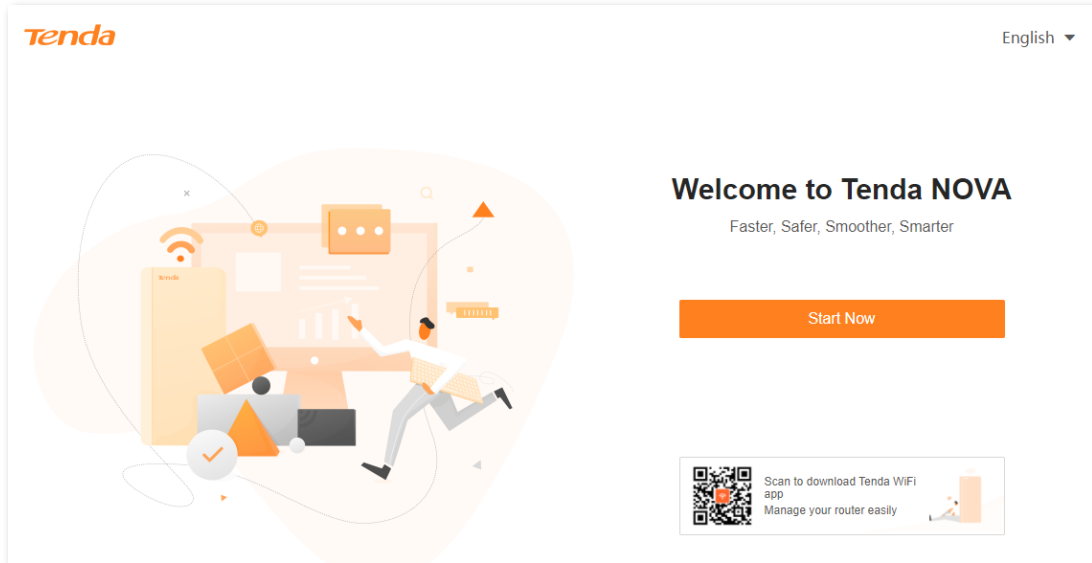 Tenda
English
Welcome to Tenda NOVA
Faster, Safer, Smoother, Smarter
Tenda
Start Now
Scan to download Tenda WiFi
app
Manage your router easily